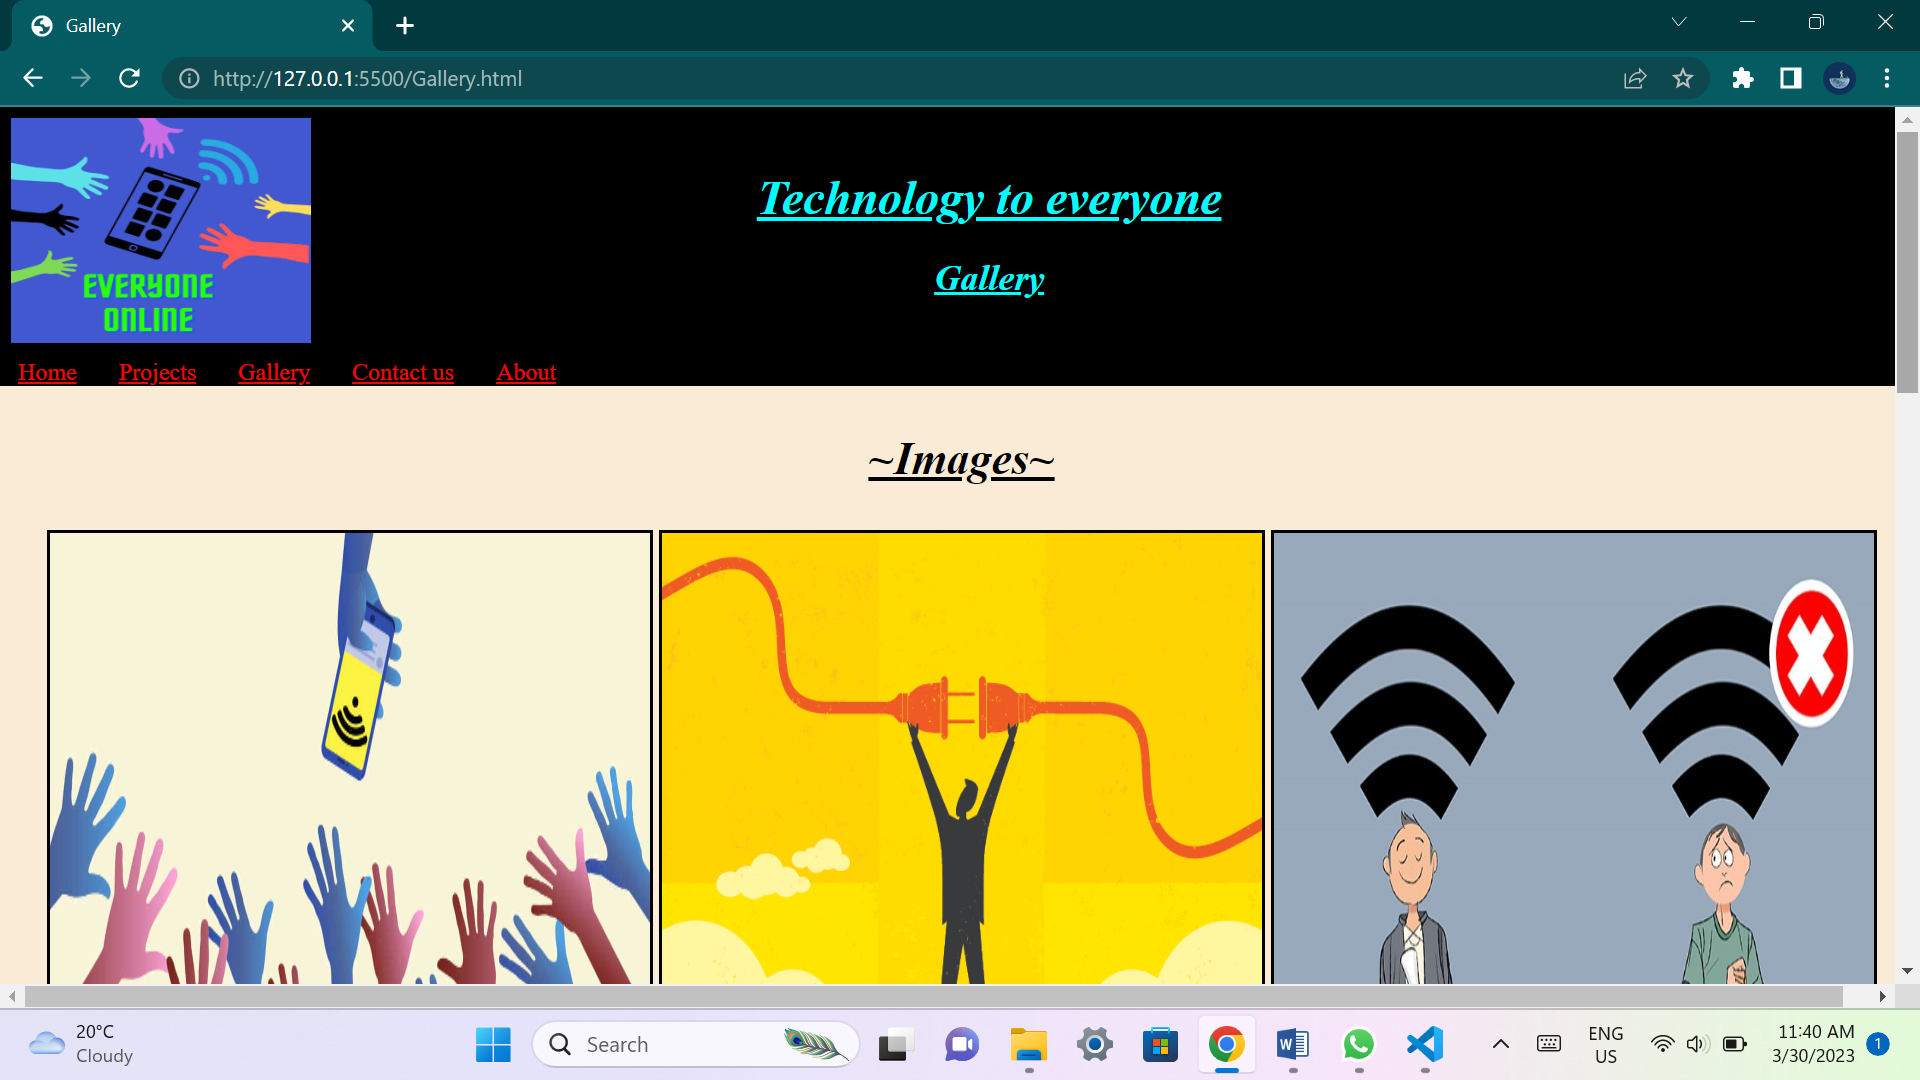 Gallery
http://127.0.0.1:5500/Gallery.html
EVERYONE
ONLINE
Technology to everyone
Gallery
Home Projects Gallery Contact us About
~Images~
20°C
Cloudy
Search
ENG
US
11:40 AM
3/30/2023
1